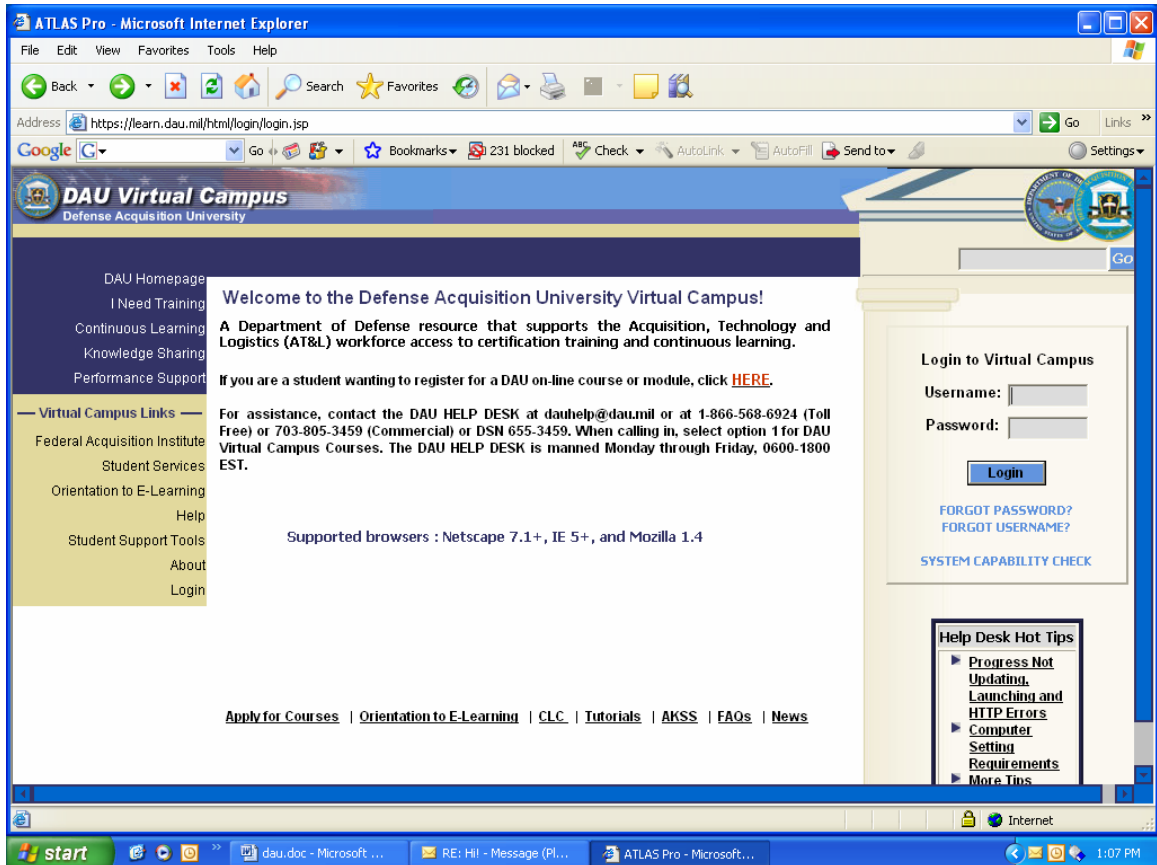 ATLAS Pro - Microsoft Internet Explorer
File Edit View Favorites Tools Help
Back Search Favorites
Address https://learn.dau.mil/html/login/login.jsp Go Links »
Google G Go Bookmarks 231 blocked ABC Check AutoLink AutoFill Send to Settings
DAU Virtual Campus
Defense Acquisition University
Go
DAU Homepage
I Need Training
Continuous Learning
Knowledge Sharing
Performance Support
Virtual Campus Links
Federal Acquisition Institute
Student Services
Orientation to E-Learning
Help
Student Support Tools
About
Login
Welcome to the Defense Acquisition University Virtual Campus!
A Department of Defense resource that supports the Acquisition, Technology and
Logistics (AT&L) workforce access to certification training and continuous learning.
If you are a student wanting to register for a DAU on-line course or module, click HERE.
For assistance, contact the DAU HELP DESK at dauhelp@dau.mil or at 1-866-568-6924 (Toll
Free) or 703-805-3459 (Commercial) or DSN 655-3459. When calling in, select option 1 for DAU
Virtual Campus Courses. The DAU HELP DESK is manned Monday through Friday, 0600-1800
EST.
Supported browsers : Netscape 7.1+, IE 5+, and Mozilla 1.4
Apply for Courses | Orientation to E-Learning | CLC | Tutorials | AKSS | FAQs | News
Login to Virtual Campus
Username:
Password:
Login
FORGOT PASSWORD?
FORGOT USERNAME?
SYSTEM CAPABILITY CHECK
Help Desk Hot Tips
Progress Not
Updating,
Launching and
HTTP Errors
Computer
Setting
Requirements
More Tips
Internet
start » dau.doc - Microsoft ... RE: Hi! - Message (Pl... ATLAS Pro - Microsoft... 1:07 PM